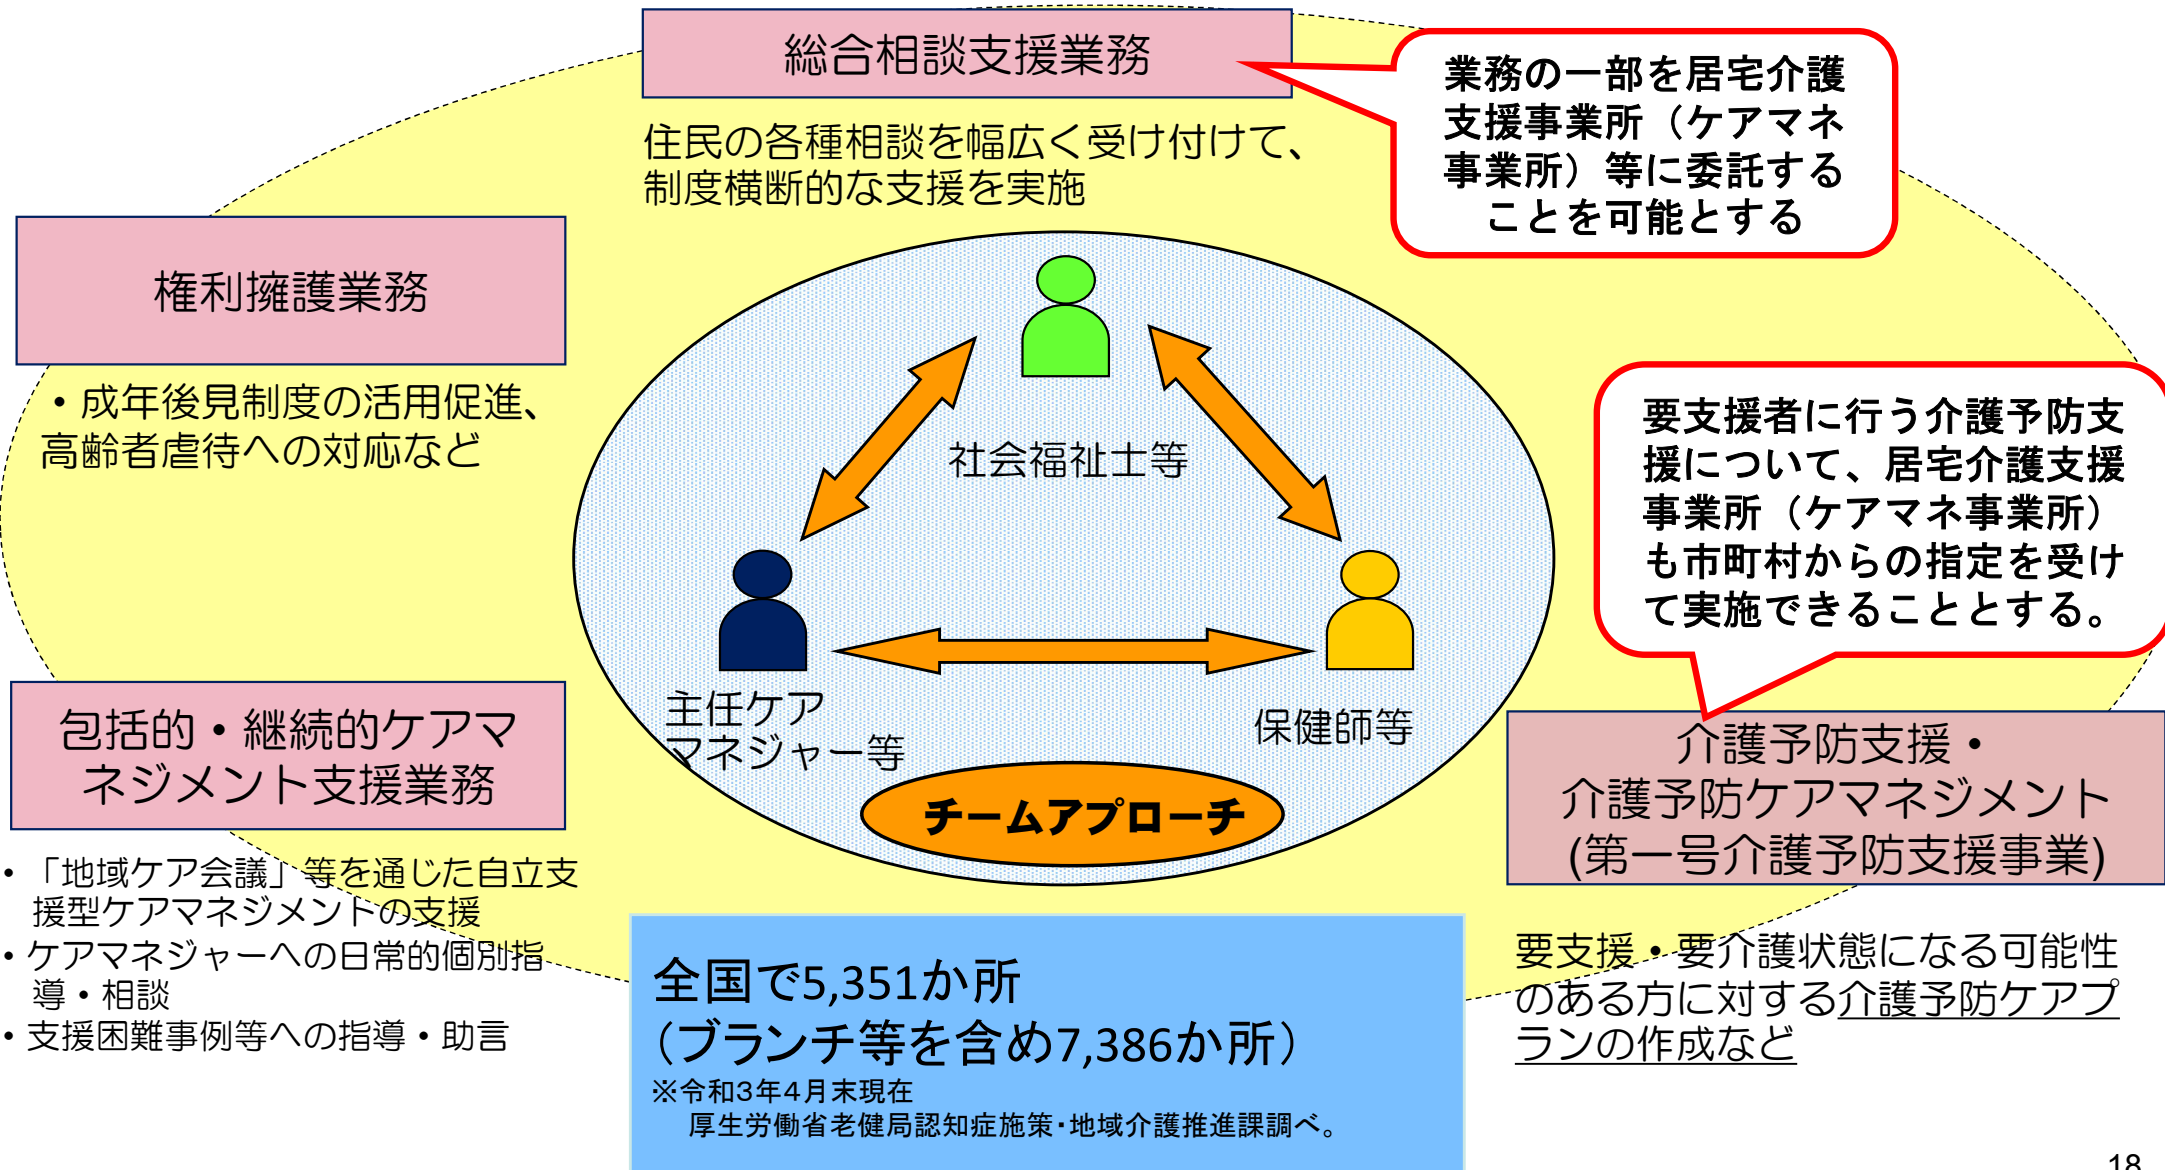 総合相談支援業務
住民の各種相談を幅広く受け付けて、
制度横断的な支援を実施
業務の一部を居宅介護
支援事業所（ケアマネ
事業所）等に委託する
ことを可能とする
権利擁護業務
・成年後見制度の活用促進、
高齢者虐待への対応など
社会福祉士等
要支援者に行う介護予防支
援について、居宅介護支援
事業所（ケアマネ事業所）
も市町村からの指定を受け
て実施できることとする。
包括的・継続的ケアマ
ネジメント支援業務
主任ケア
マネジャー等
保健師等
チームアプローチ
介護予防支援・
介護予防ケアマネジメント
(第一号介護予防支援事業)
・「地域ケア会議」等を通じた自立支
援型ケアマネジメントの支援
・ケアマネジャーへの日常的個別指
導・相談
・支援困難事例等への指導・助言
全国で5,351か所
（ブランチ等を含め7,386か所）
※令和3年4月末現在
厚生労働省老健局認知症施策・地域介護推進課調べ。
要支援・要介護状態になる可能性
のある方に対する介護予防ケアプ
ランの作成など
18